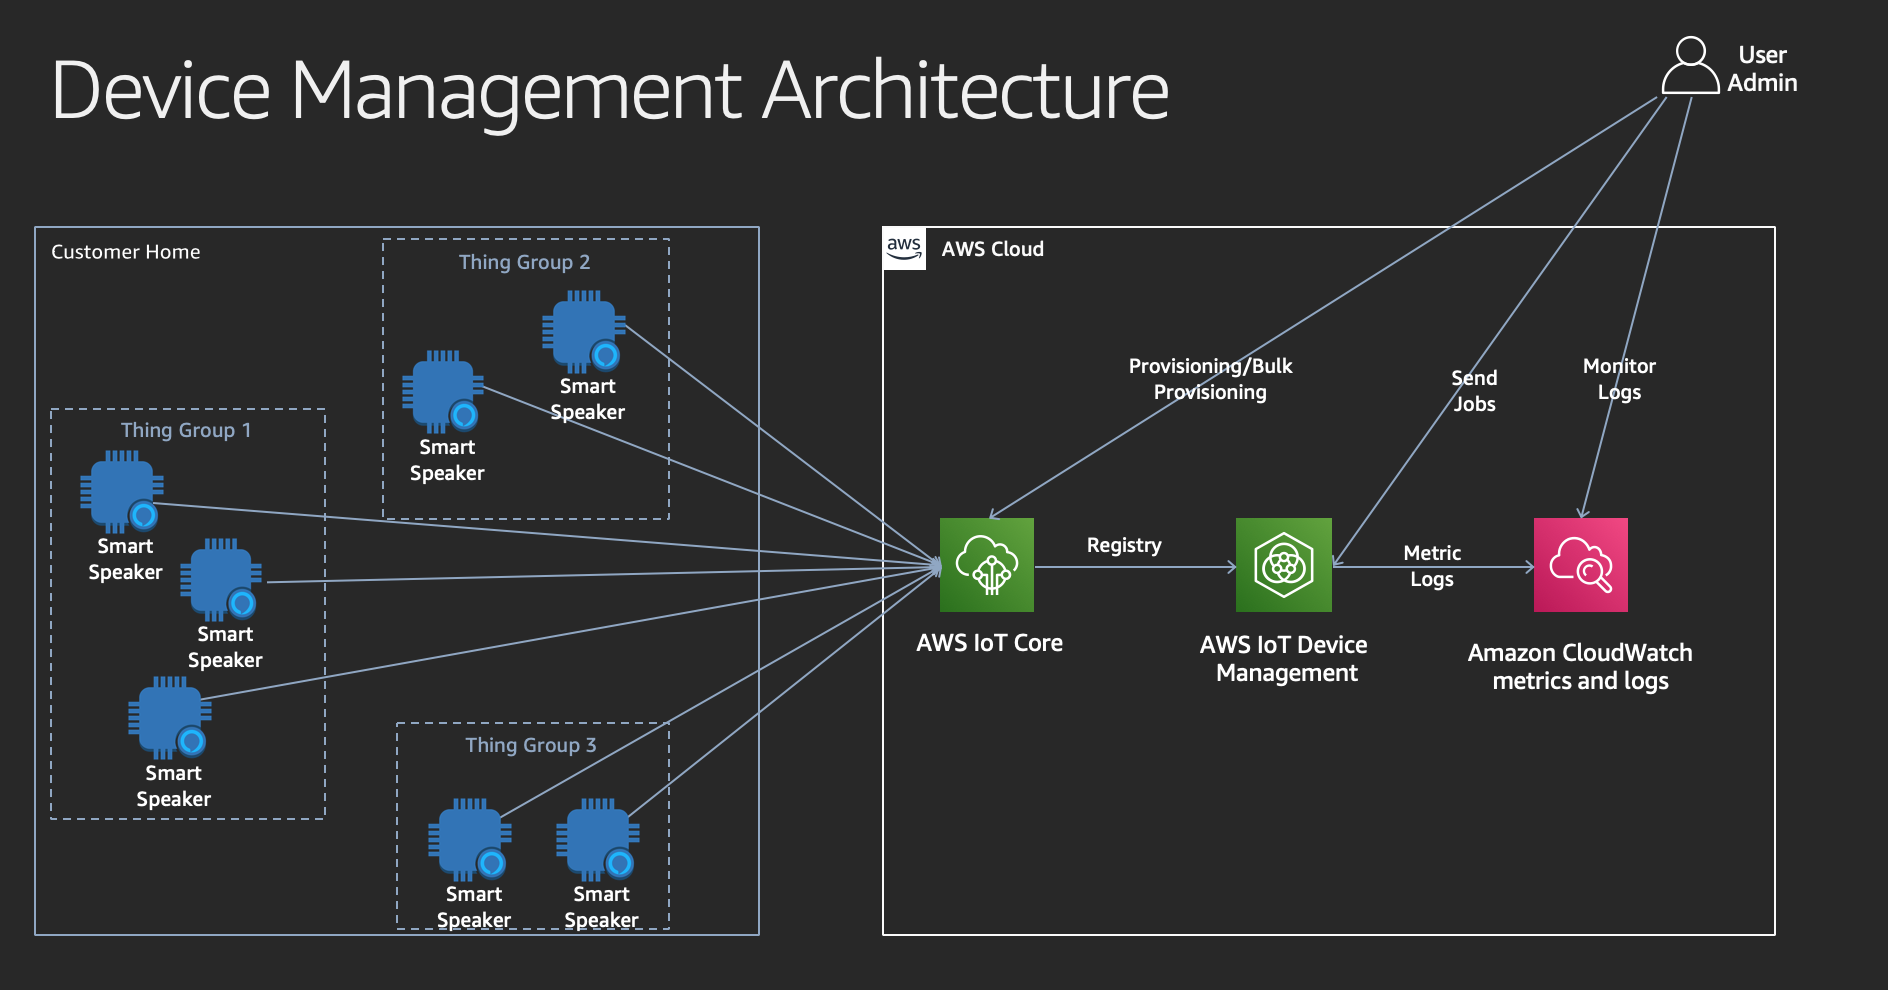 Device Management Architecture
User
Admin
Customer Home
Thing Group 2
Smart
Speaker
Smart
Speaker
Thing Group 1
Smart
Speaker
Smart
Speaker
Smart
Speaker
Thing Group 3
Smart
Speaker
Smart
Speaker
aws
AWS Cloud
Provisioning/Bulk
Provisioning
Send
Jobs
Monitor
Logs
Registry
Metric
Logs
AWS IoT Core
AWS IoT Device
Management
Amazon CloudWatch
metrics and logs